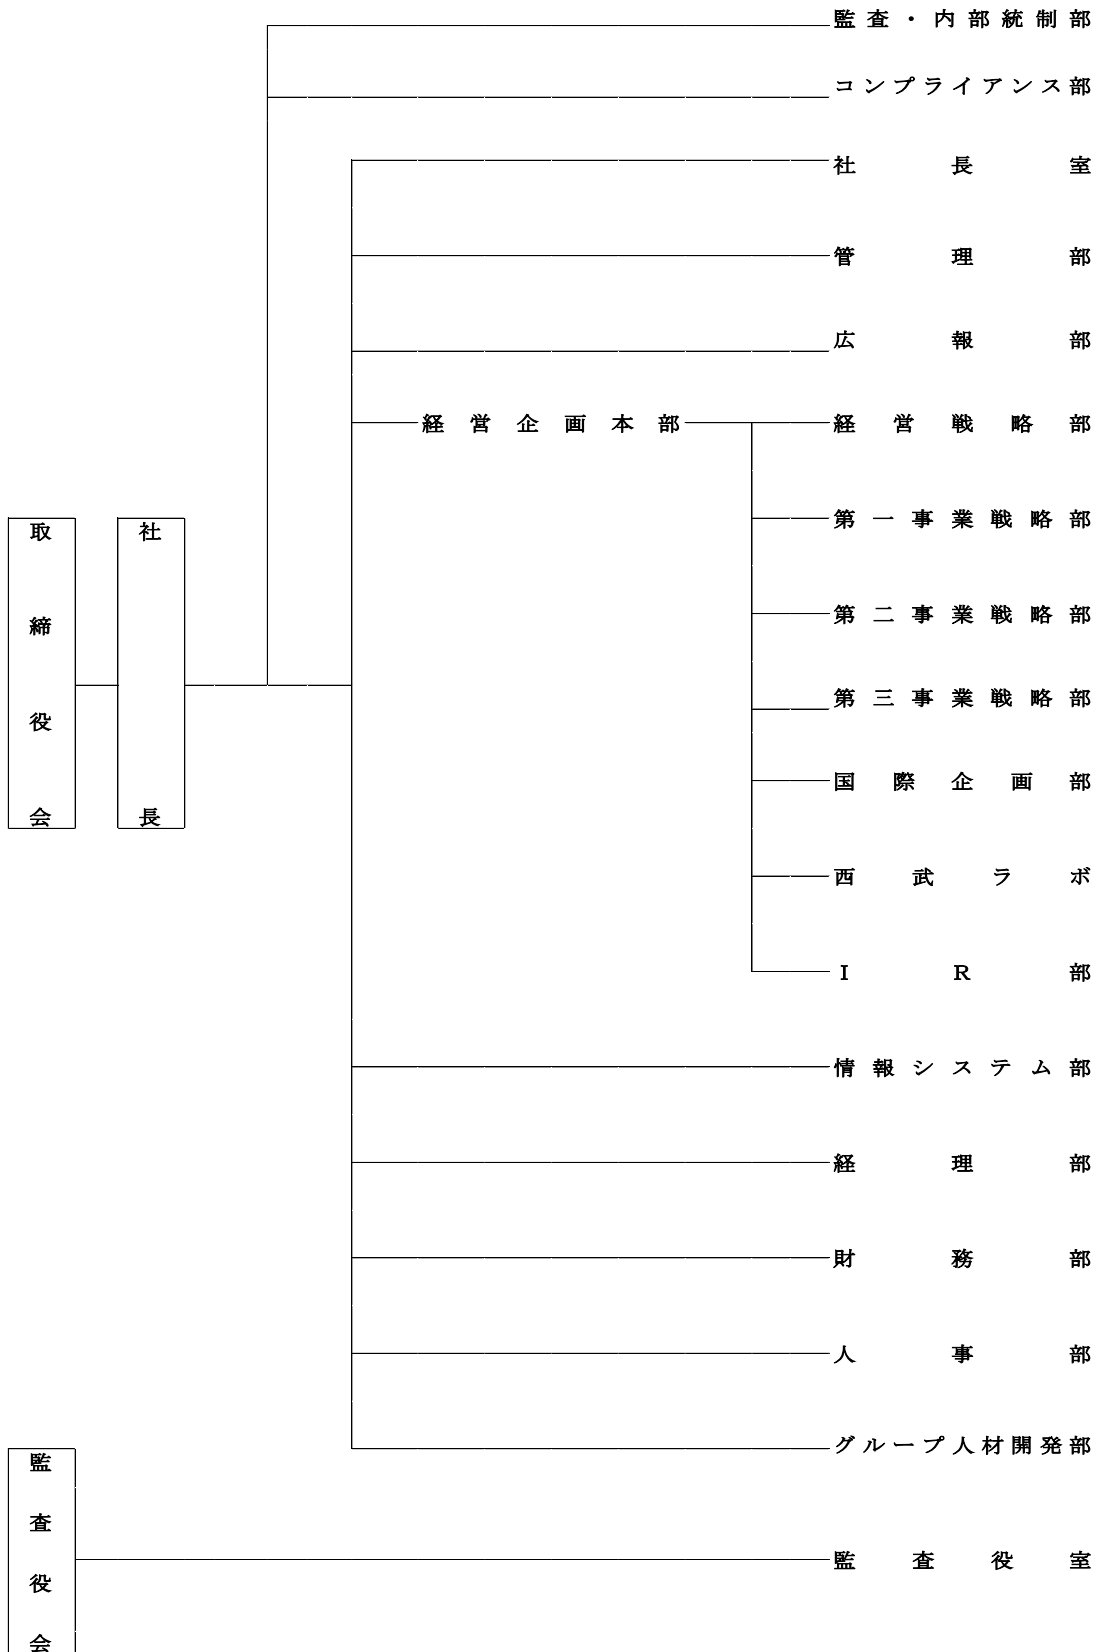 監査・内部統制部
コンプライアンス部
社長室
管理部
広報部
経営企画本部
経営戦略部
第一事業戦略部
取締役会
社長
第二事業戦略部
第三事業戦略部
国際企画部
西武ラボ
ＩＲ部
情報システム部
経理部
財務部
人事部
グループ人材開発部
監査役会
監査役室